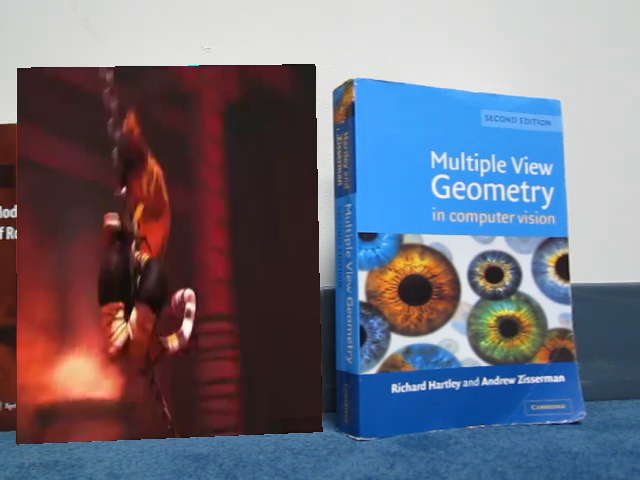 SECOND EDITION
Multiple View
Geometry
in computer vision
Richard Hartley and Andrew Zisserman
CAMBRIDGE
Hartley and
Zisserman
Multiple View Geometry